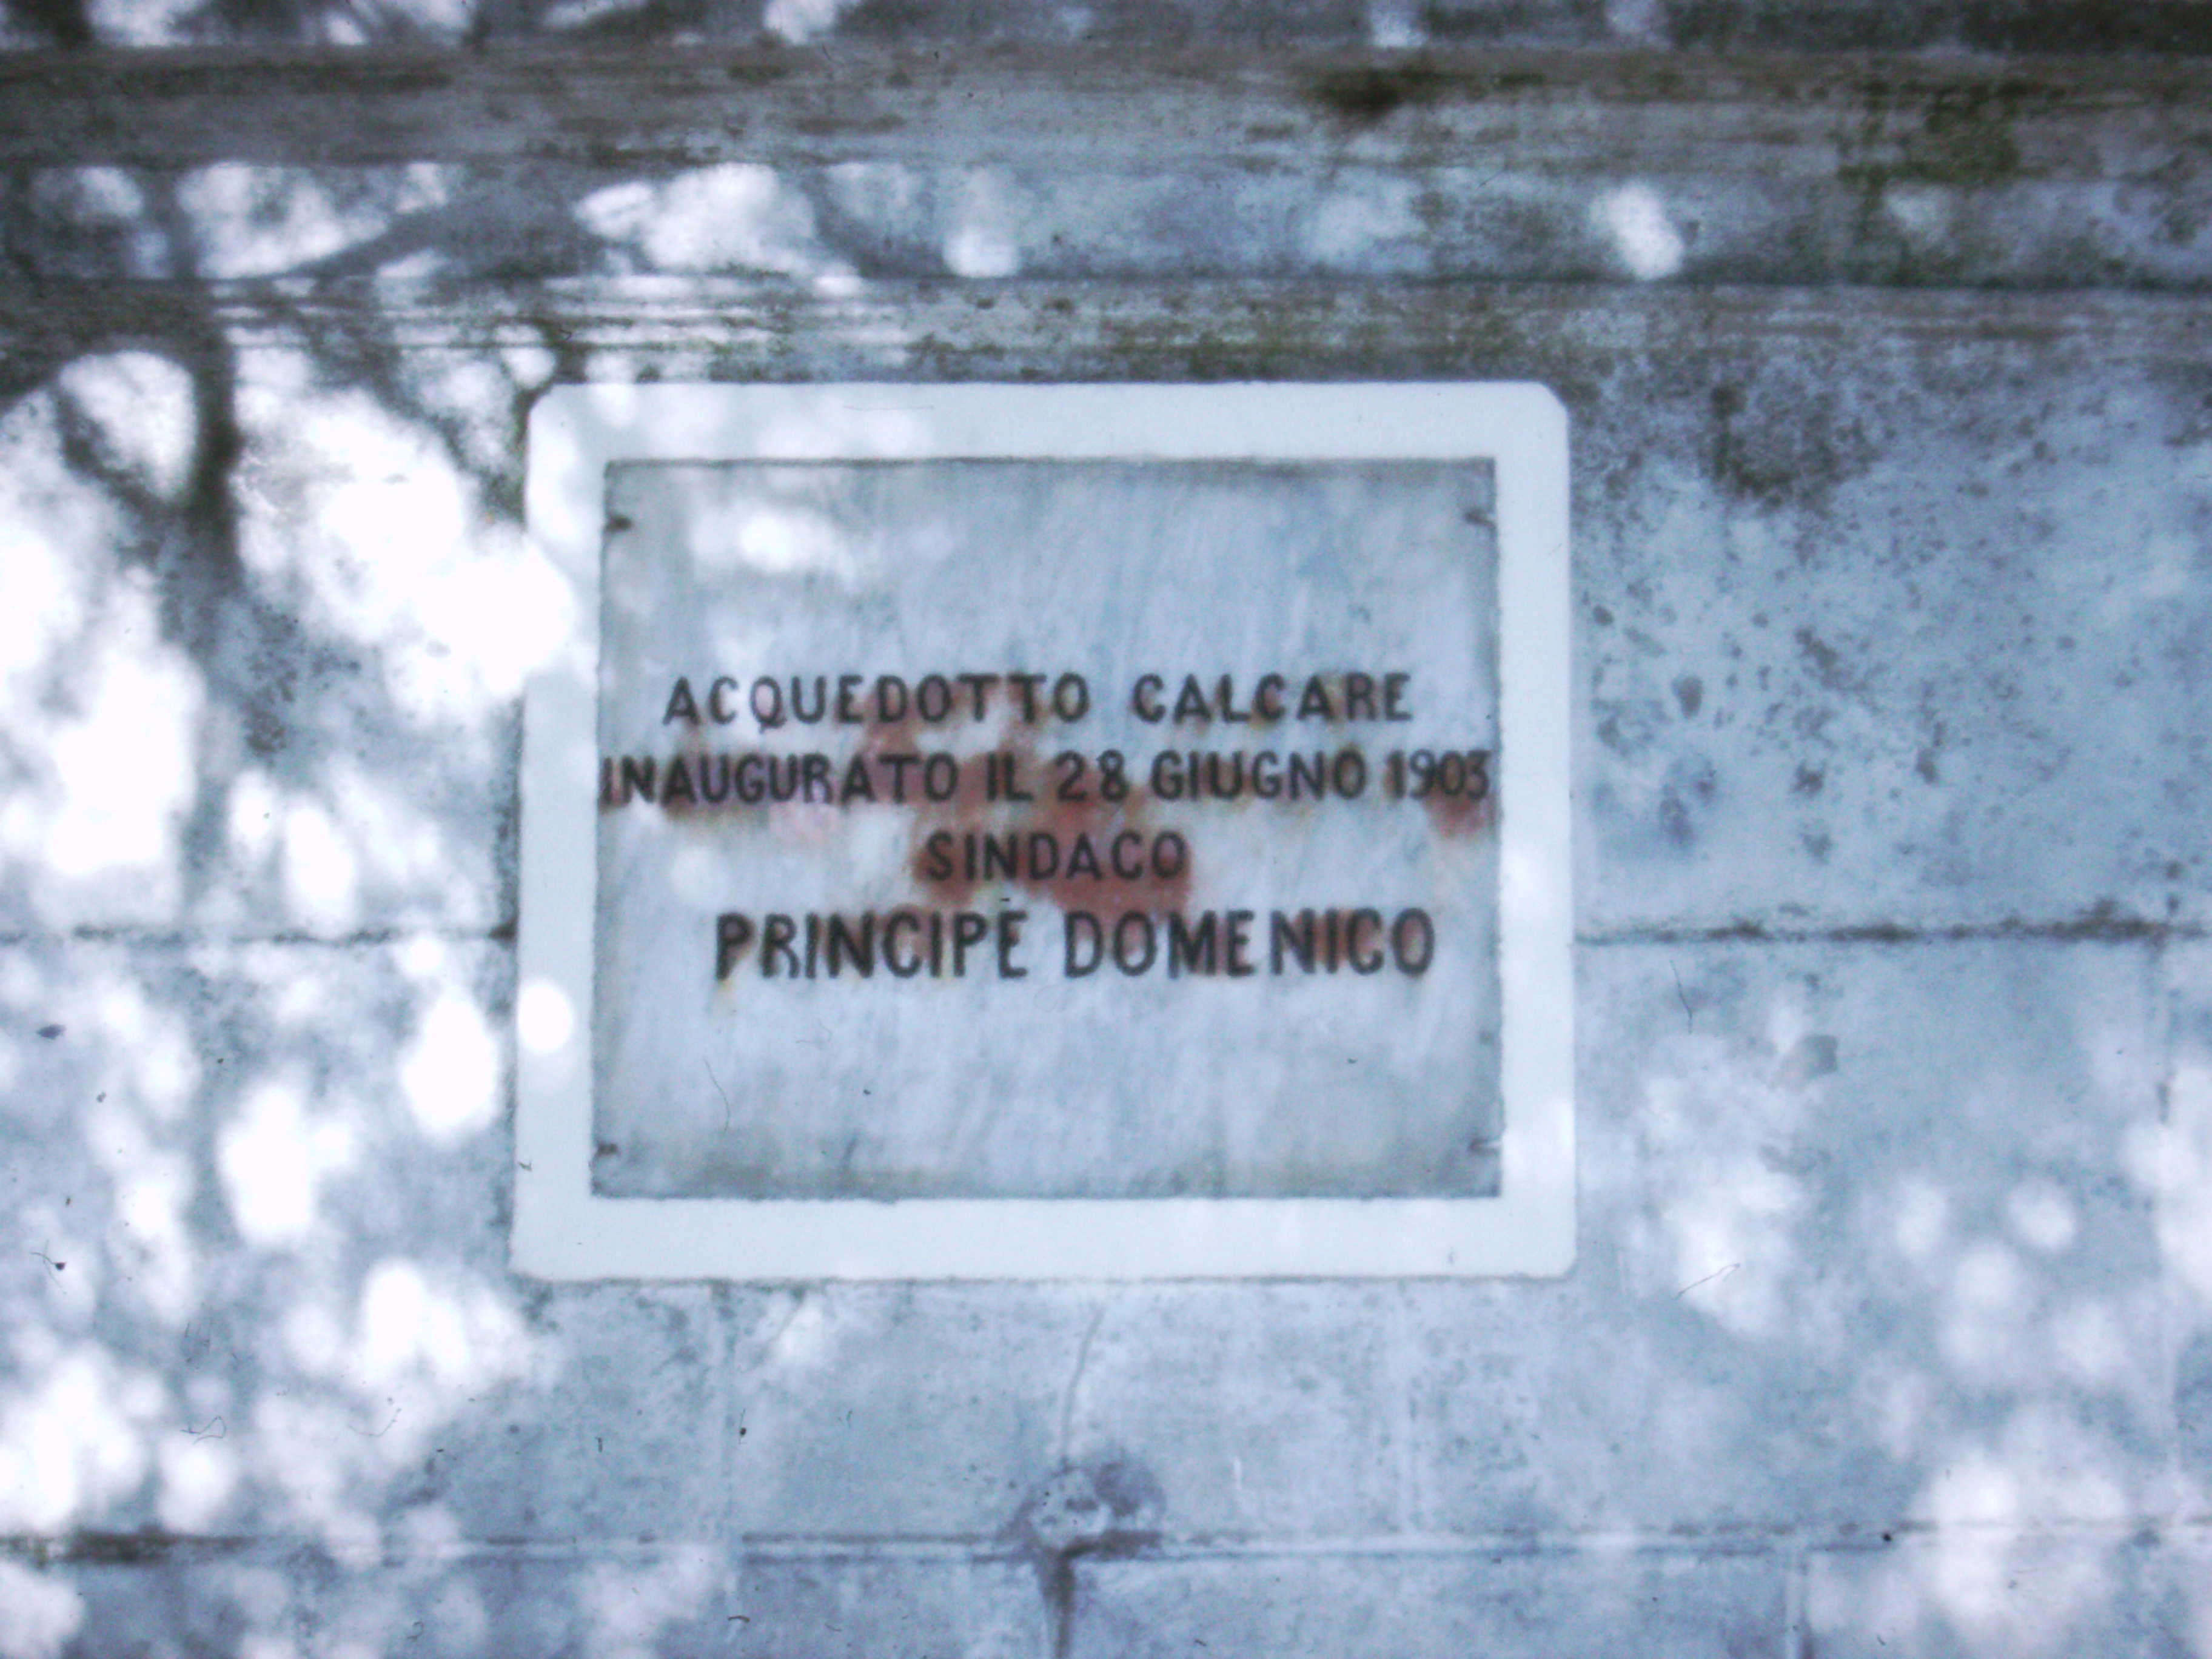 ACQUEDOTTO CALCARE
INAUGURATO IL 28 GIUGNO 1903
SINDACO
PRINCIPE DOMENICO